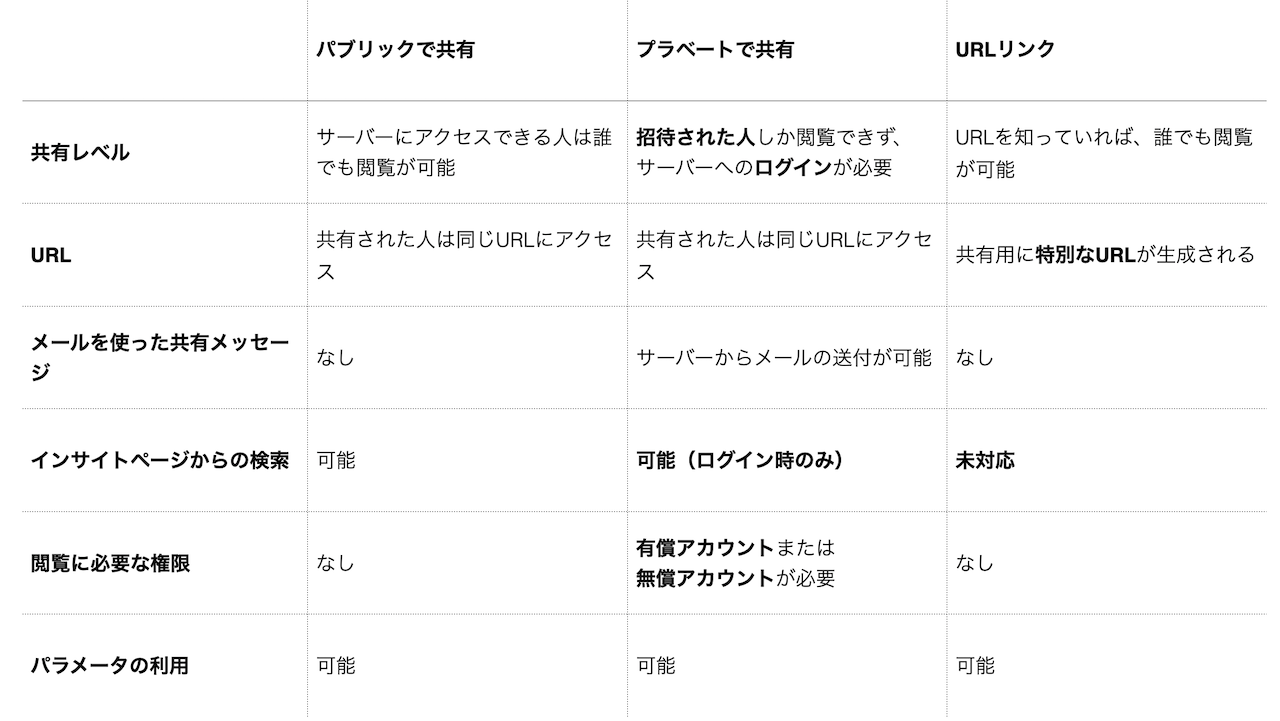 パブリックで共有
プラベートで共有
URLリンク
共有レベル
サーバーにアクセスできる人は誰
でも閲覧が可能
招待された人しか閲覧できず、
サーバーへのログインが必要
URLを知っていれば、誰でも閲覧
が可能
URL
共有された人は同じURLにアクセ
ス
共有された人は同じURLにアクセ
ス
共有用に特別なURLが生成される
メールを使った共有メッセー
ジ
なし
サーバーからメールの送付が可能
なし
インサイトページからの検索
可能
可能（ログイン時のみ）
未対応
閲覧に必要な権限
なし
有償アカウントまたは
無償アカウントが必要
なし
パラメータの利用
可能
可能
可能